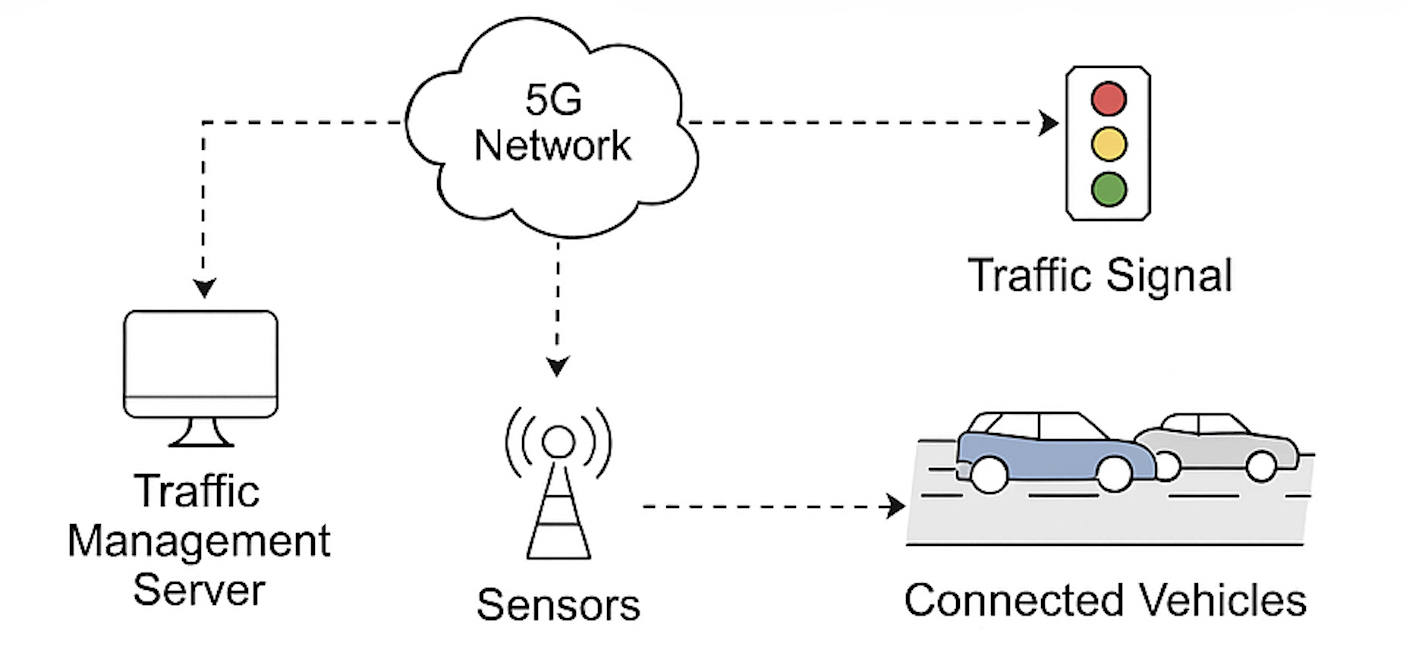 5G
Network
Traffic Signal
Traffic
Management
Server
Sensors
Connected Vehicles